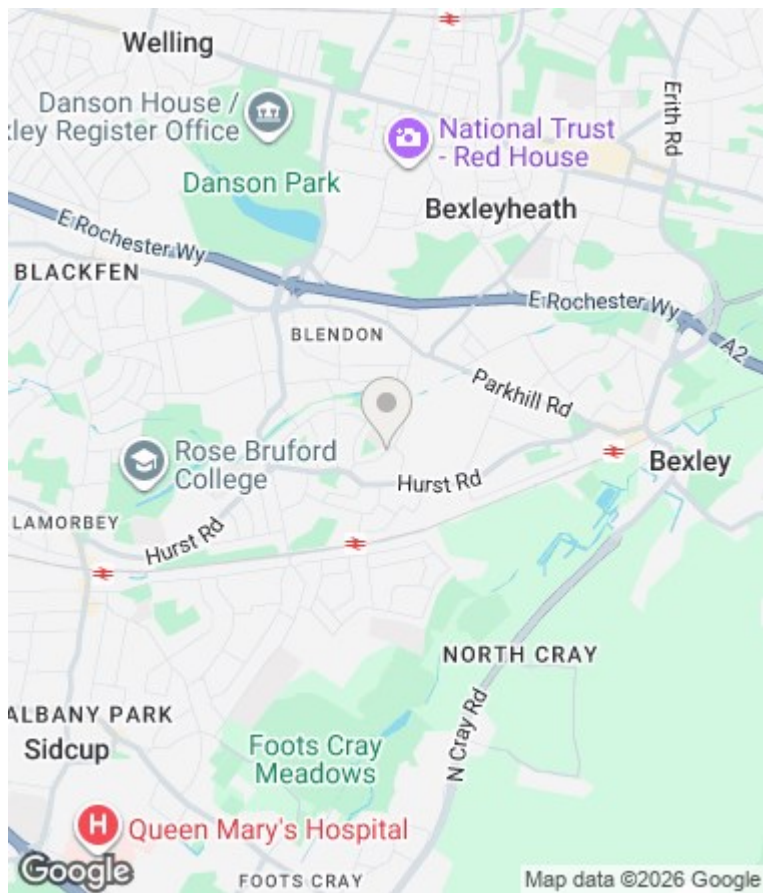 Welling
Danson House /
xley Register Office
National Trust
- Red House
Erith Rd
Danson Park
Bexleyheath
E Rochester Wy
BLACKFEN
E Rochester Wy
BLENDON
A2
Parkhill Rd
Rose Bruford
College
Hurst Rd
Bexley
LAMORBEY
Hurst Rd
NORTH CRAY
ALBANY PARK
Sidcup
Foots Cray
Meadows
N Cray Rd
H
Queen Mary's Hospital
Google
FOOTS CRAY
Map data ©2026 Google